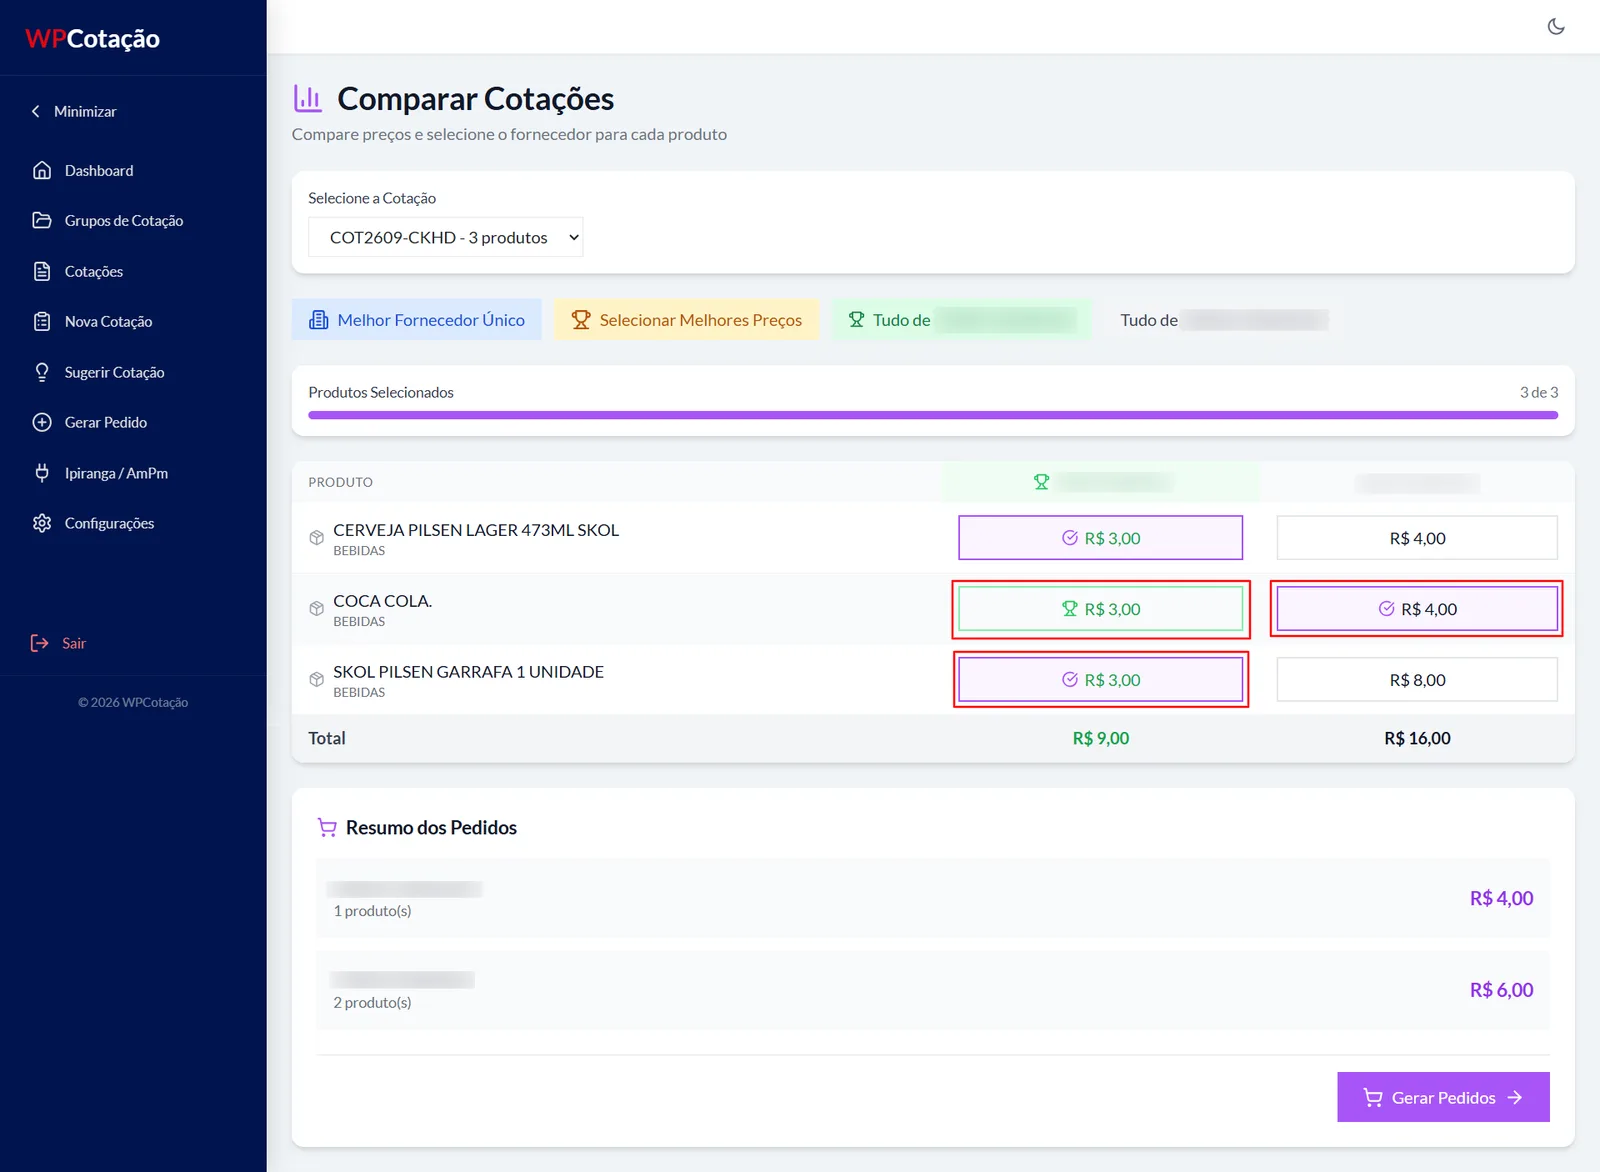 WPCotação
Minimizar
Dashboard
Grupos de Cotação
Cotações
Nova Cotação
Sugerir Cotação
Gerar Pedido
Ipiranga / AmPm
Configurações
Sair
© 2026 WPCotação
Comparar Cotações
Compare preços e selecione o fornecedor para cada produto
Selecione a Cotação
COT2609-CKHD - 3 produtos
Melhor Fornecedor Único
Selecionar Melhores Preços
Tudo de
Tudo de
Produtos Selecionados
3 de 3
PRODUTO
CERVEJA PILSEN LAGER 473ML SKOL
BEBIDAS
R$ 3,00
R$ 4,00
COCA COLA.
BEBIDAS
R$ 3,00
R$ 4,00
SKOL PILSEN GARRAFA 1 UNIDADE
BEBIDAS
R$ 3,00
R$ 8,00
Total
R$ 9,00
R$ 16,00
Resumo dos Pedidos
1 produto(s)
R$ 4,00
2 produto(s)
R$ 6,00
Gerar Pedidos